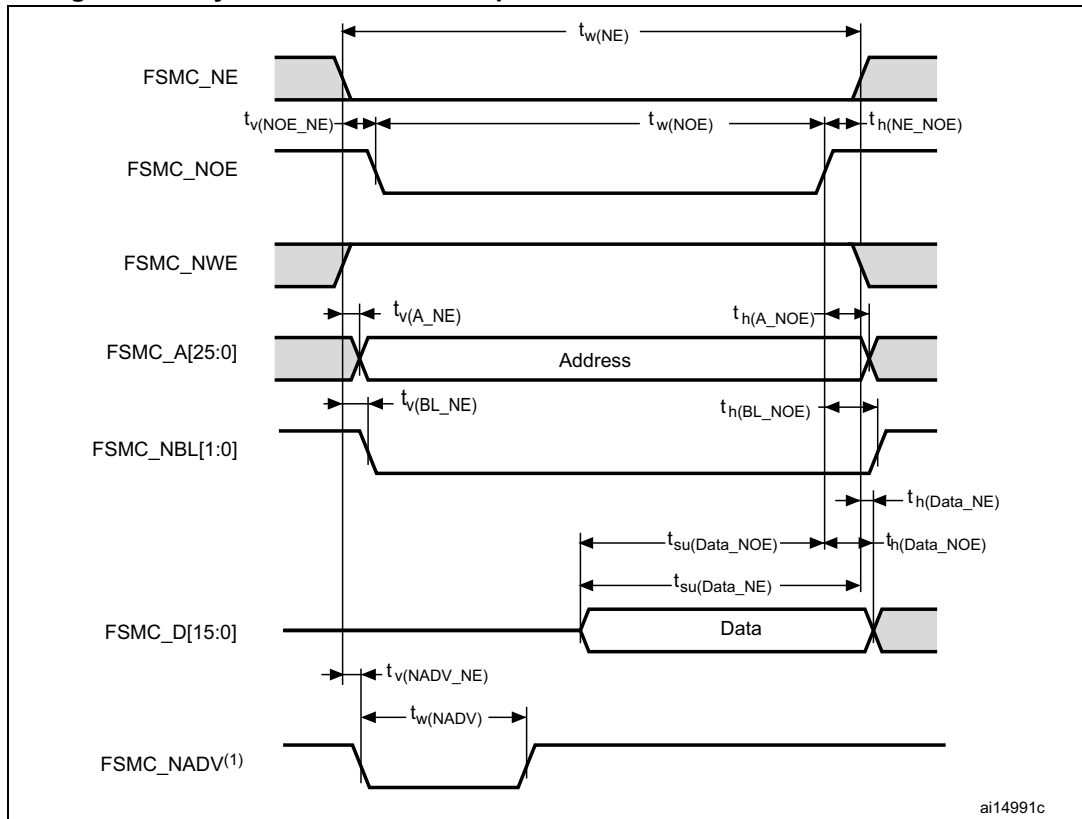 tw(NE)
FSMC_NE
tv(NOE_NE)
tw(NOE)
th(NE_NOE)
FSMC_NOE
FSMC_NWE
tv(A_NE)
th(A_NOE)
FSMC_A[25:0]
Address
tv(BL_NE)
th(BL_NOE)
FSMC_NBL[1:0]
th(Data_NE)
tsu(Data_NOE)
th(Data_NOE)
tsu(Data_NE)
FSMC_D[15:0]
Data
tv(NADV_NE)
tw(NADV)
FSMC_NADV(1)
ai14991c